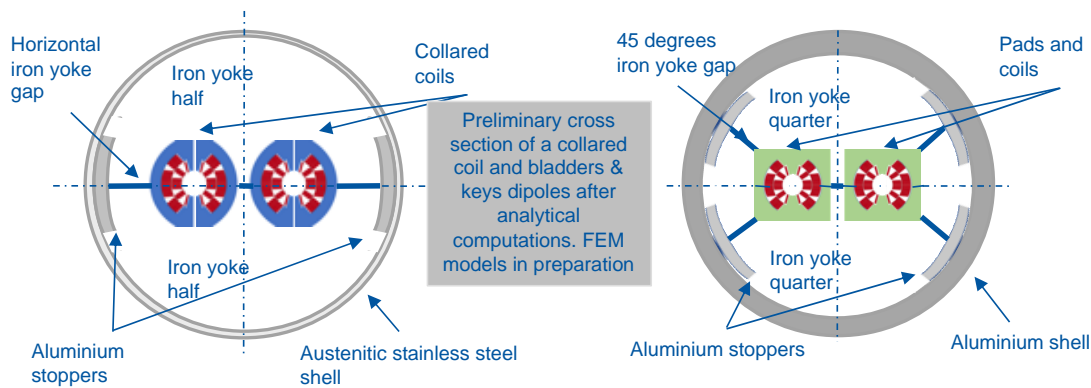 Horizontal
iron yoke
gap
Iron yoke
half
Collared
coils
Iron yoke
half
Aluminium
stoppers
Austenitic stainless steel
shell
Preliminary cross
section of a collared
coil and bladders &
keys dipoles after
analytical
computations. FEM
models in preparation
45 degrees
iron yoke gap
Iron yoke
quarter
Pads and
coils
Iron yoke
quarter
Aluminium stoppers
Aluminium shell